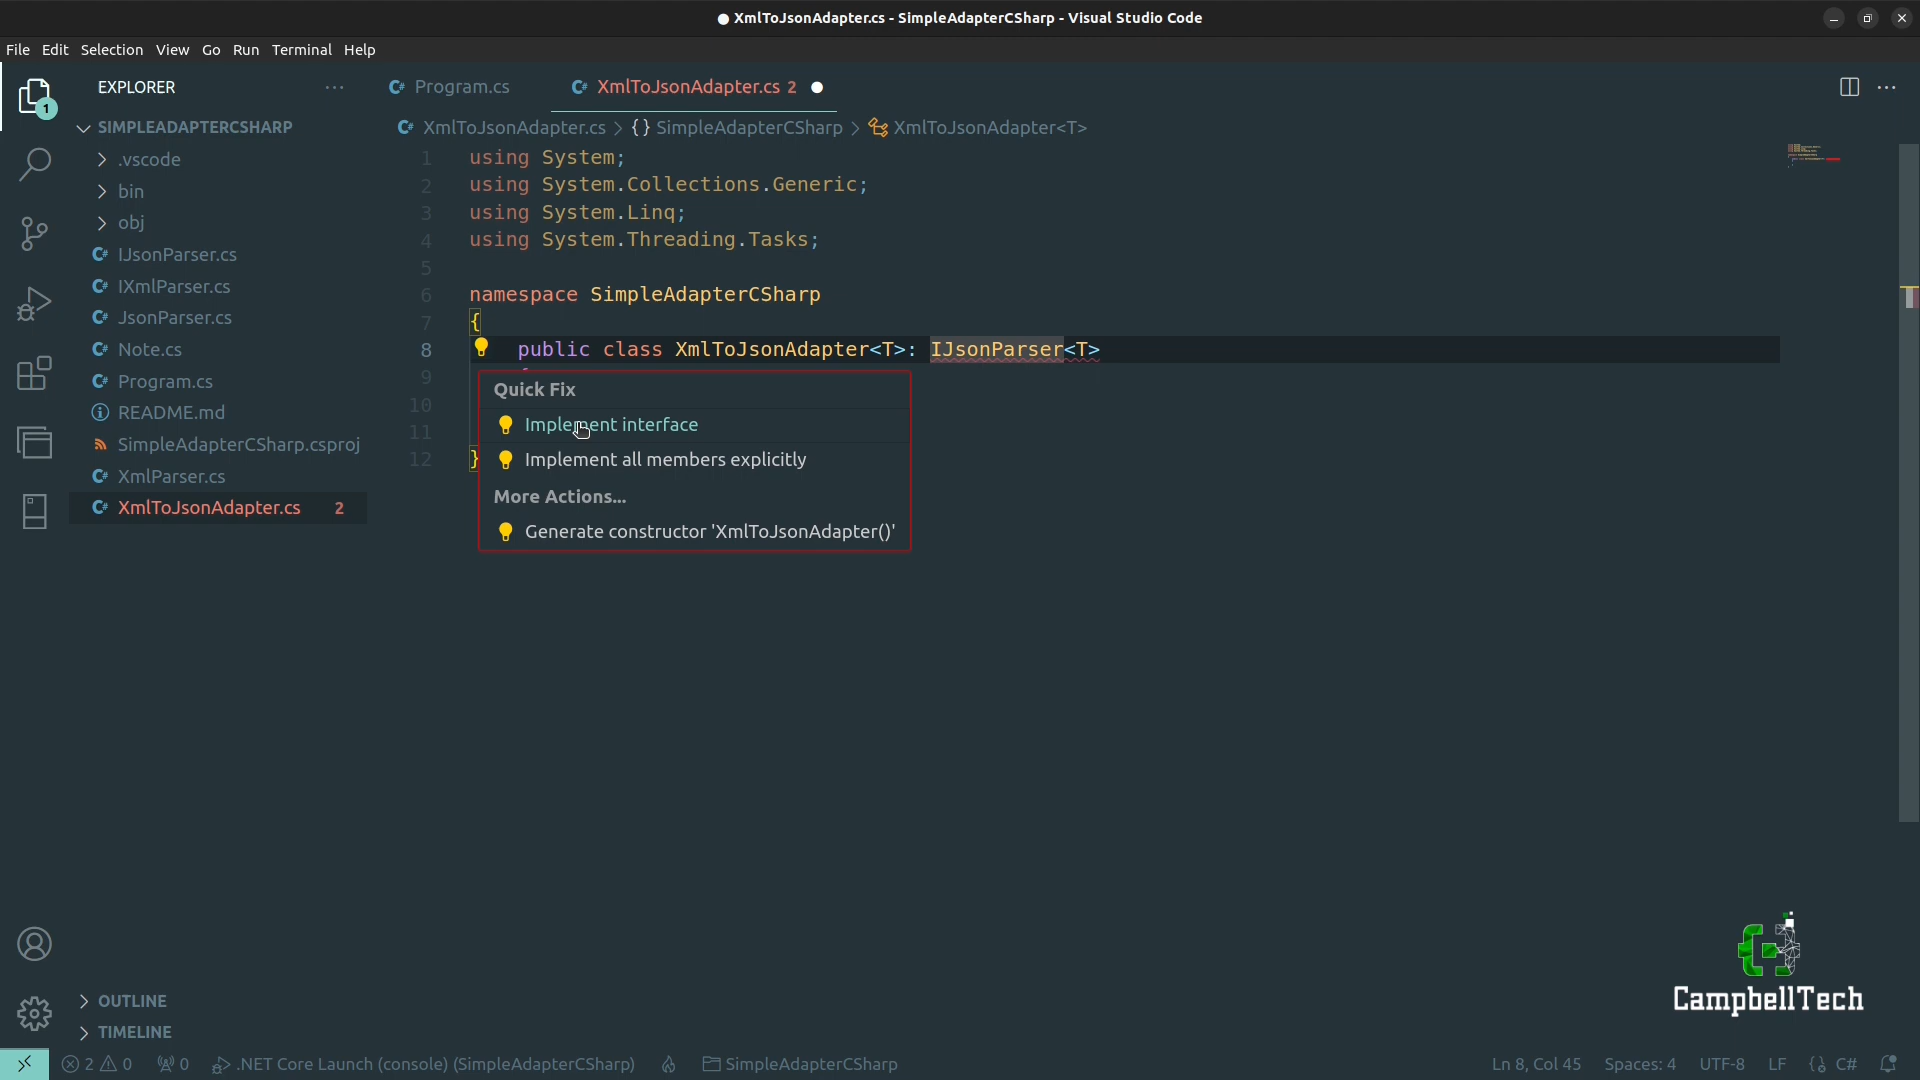 ● XmlToJsonAdapter.cs - SimpleAdapterCSharp - Visual Studio Code
File Edit Selection View Go Run Terminal Help
EXPLORER
Program.cs
XmlToJsonAdapter.cs 2
SIMPLEADAPTERCSHARP
.vscode
bin
obj
IJsonParser.cs
IXmlParser.cs
JsonParser.cs
Note.cs
Program.cs
README.md
SimpleAdapterCSharp.csproj
XmlParser.cs
XmlToJsonAdapter.cs 2
1
OUTLINE
TIMELINE
XmlToJsonAdapter.cs > {} SimpleAdapterCSharp > XmlToJsonAdapter<T>
1 using System;
2 using System.Collections.Generic;
3 using System.Linq;
4 using System.Threading.Tasks;
5
6 namespace SimpleAdapterCSharp
7 {
8 public class XmlToJsonAdapter<T>: IJsonParser<T>
9
10
11
12 }
Quick Fix
Implement interface
Implement all members explicitly
More Actions...
Generate constructor 'XmlToJsonAdapter()'
CampbellTech
2 0 0 .NET Core Launch (console) (SimpleAdapterCSharp) SimpleAdapterCSharp Ln 8, Col 45 Spaces: 4 UTF-8 LF {} C#